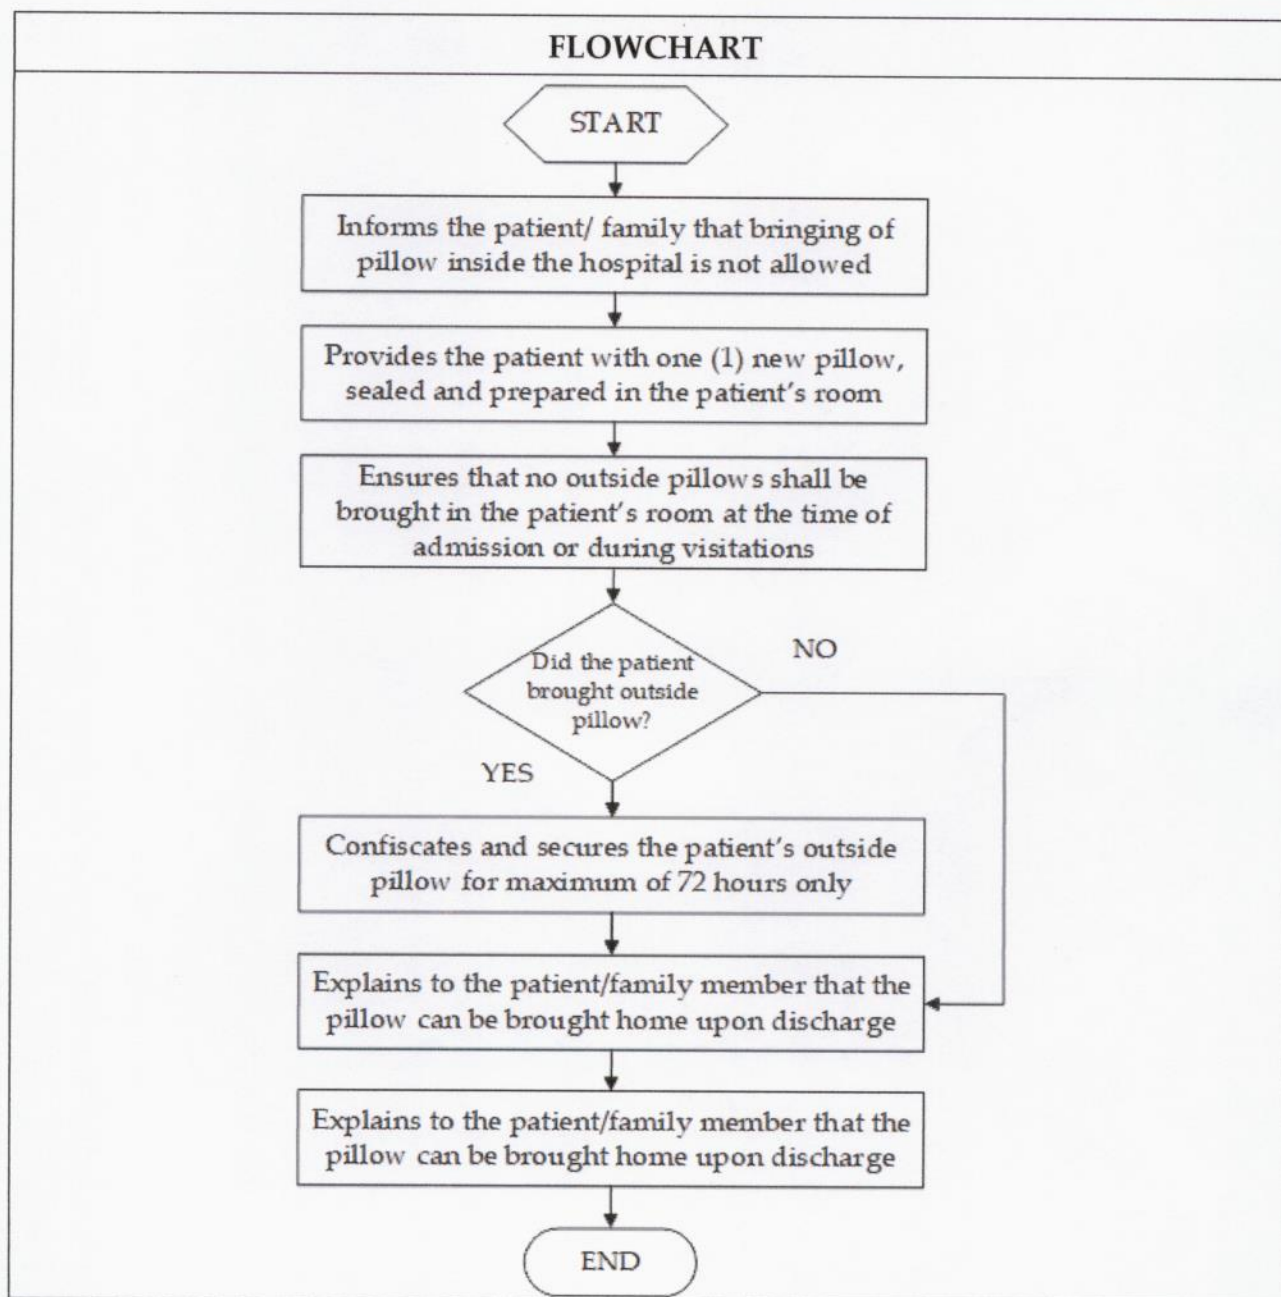 FLOWCHART
START
Informs the patient/ family that bringing of
pillow inside the hospital is not allowed
Provides the patient with one (1) new pillow,
sealed and prepared in the patient's room
Ensures that no outside pillows shall be
brought in the patient's room at the time of
admission or during visitations
Did the patient
brought outside
pillow?
NO
YES
Confiscates and secures the patient's outside
pillow for maximum of 72 hours only
Explains to the patient/family member that the
pillow can be brought home upon discharge
Explains to the patient/family member that the
pillow can be brought home upon discharge
END